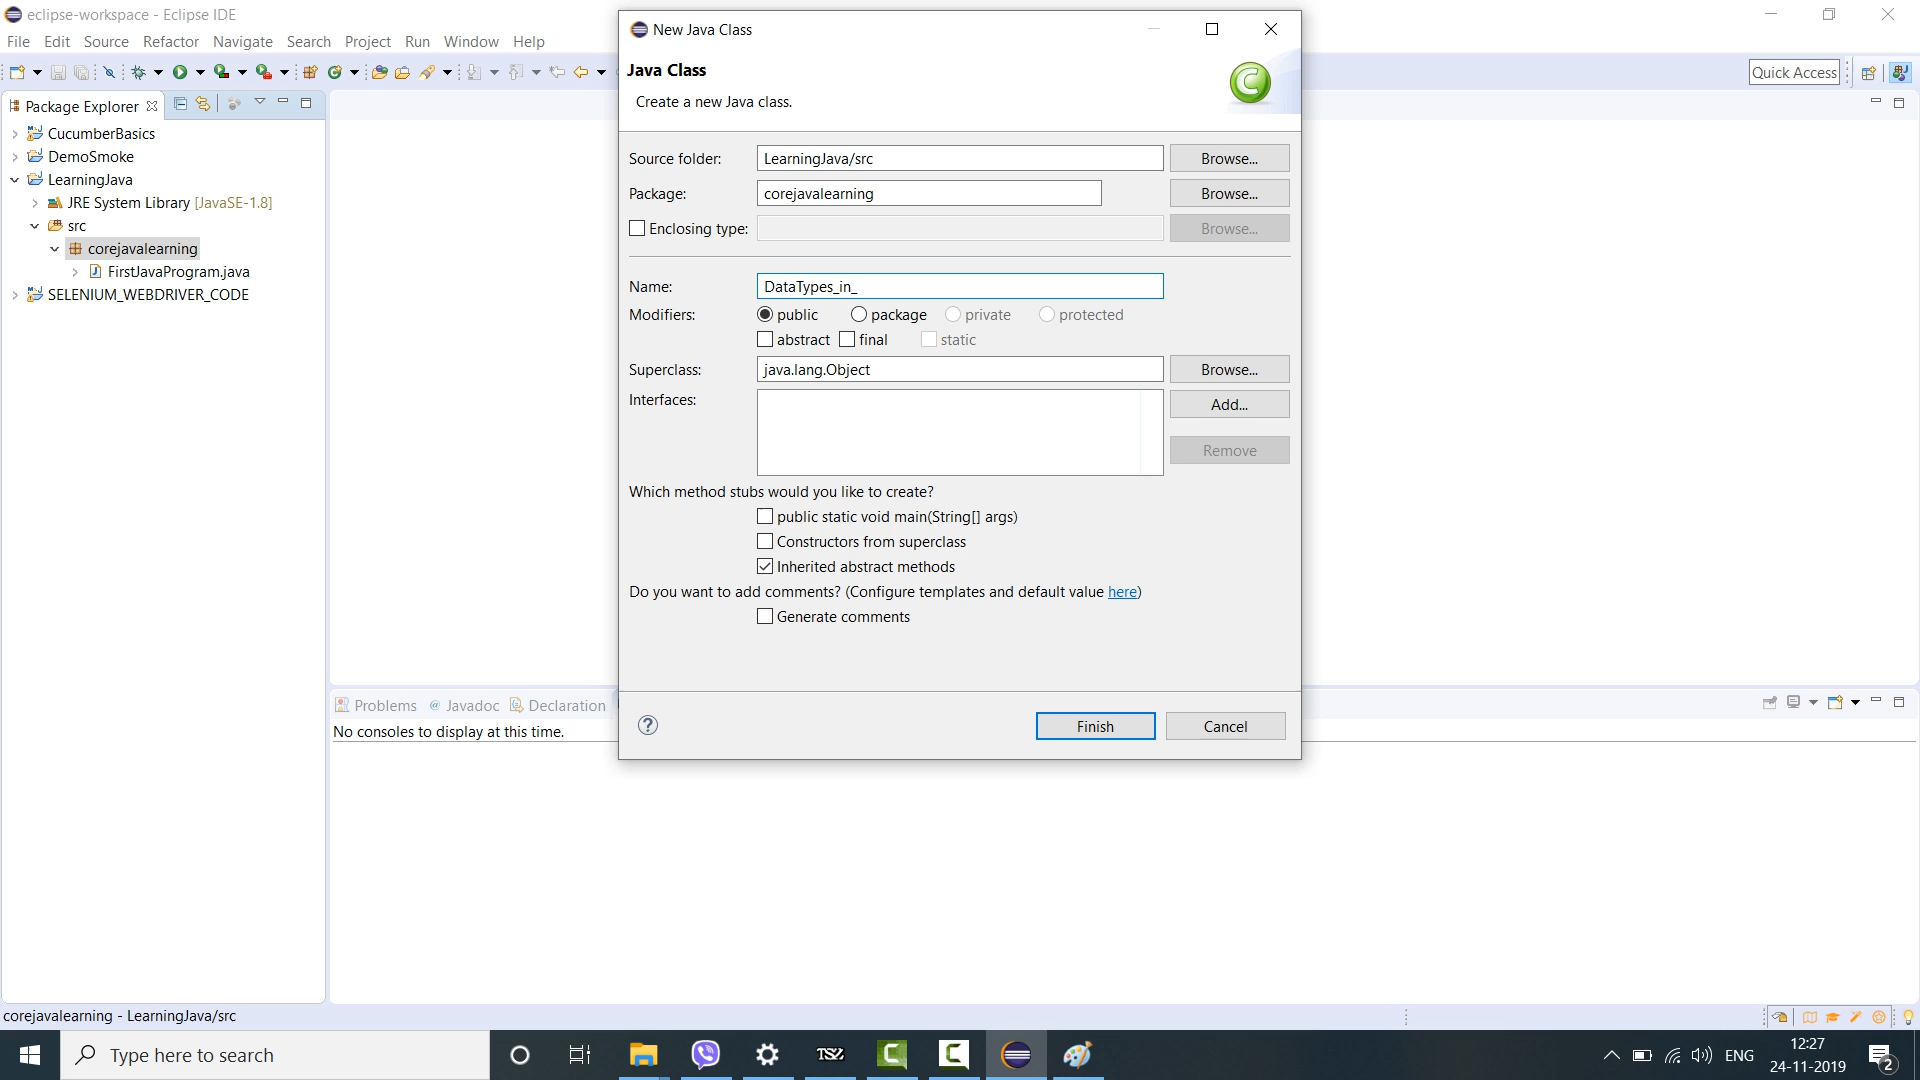 eclipse-workspace - Eclipse IDE
File Edit Source Refactor Navigate Search Project Run Window Help
Quick Access
Package Explorer
CucumberBasics
DemoSmoke
LearningJava
JRE System Library [JavaSE-1.8]
src
corejavalearning
FirstJavaProgram.java
SELENIUM_WEBDRIVER_CODE
New Java Class
Java Class
Create a new Java class.
Source folder: LearningJava/src Browse...
Package: corejavalearning Browse...
Enclosing type: Browse...
Name: DataTypes_in_
Modifiers: public package private protected
abstract final static
Superclass: java.lang.Object Browse...
Interfaces: Add...
Remove
Which method stubs would you like to create?
public static void main(String[] args)
Constructors from superclass
Inherited abstract methods
Do you want to add comments? (Configure templates and default value here)
Generate comments
Finish Cancel
Problems Javadoc Declaration
No consoles to display at this time.
corejavalearning - LearningJava/src
Type here to search
TSZ
ENG
12:27
24-11-2019
2